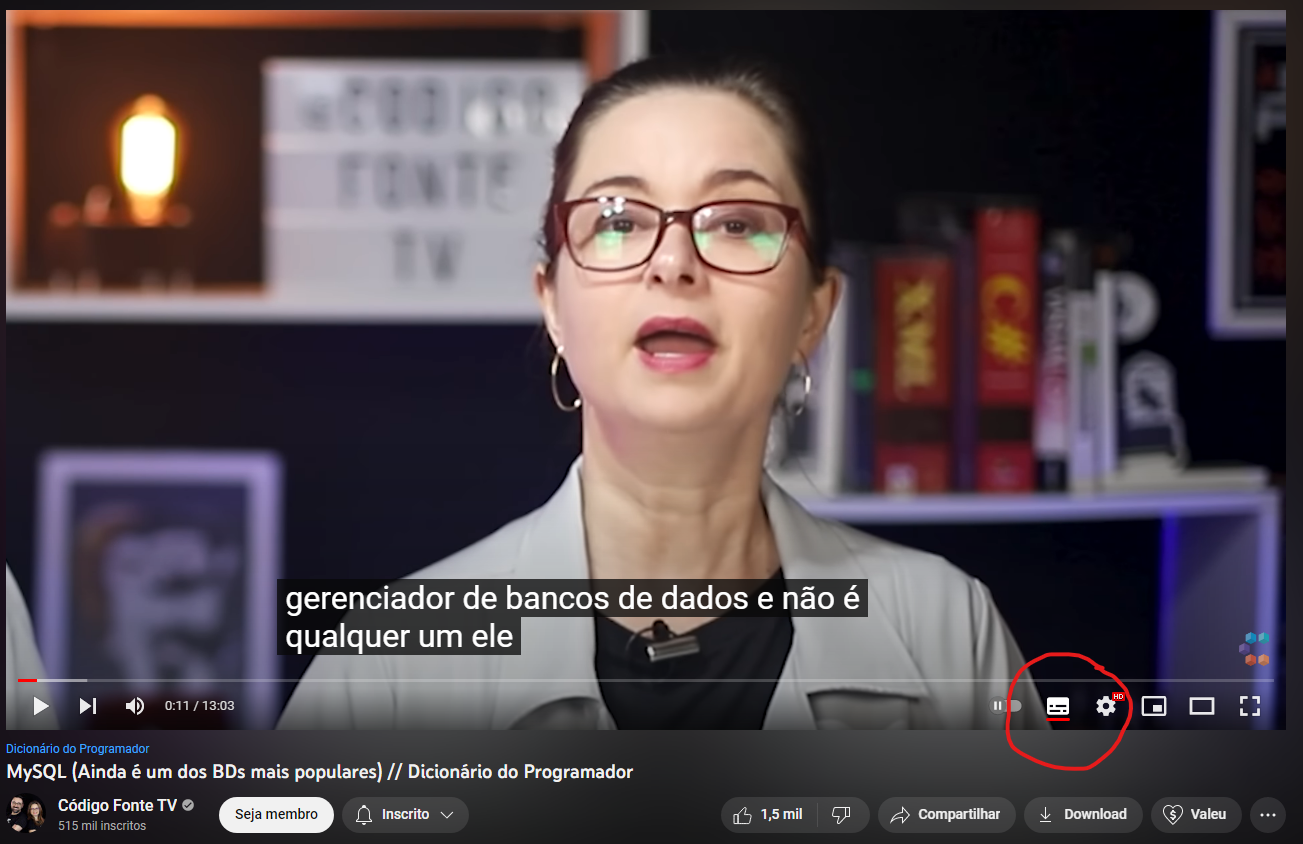 CODIGO
FONTE
TV
C#
gerenciador de bancos de dados e não é
qualquer um ele
0:11 / 13:03
HD
Dicionário do Programador
MySQL (Ainda é um dos BDs mais populares) // Dicionário do Programador
Código Fonte TV
515 mil inscritos
Seja membro
Inscrito
1,5 mil
Compartilhar
Download
Valeu